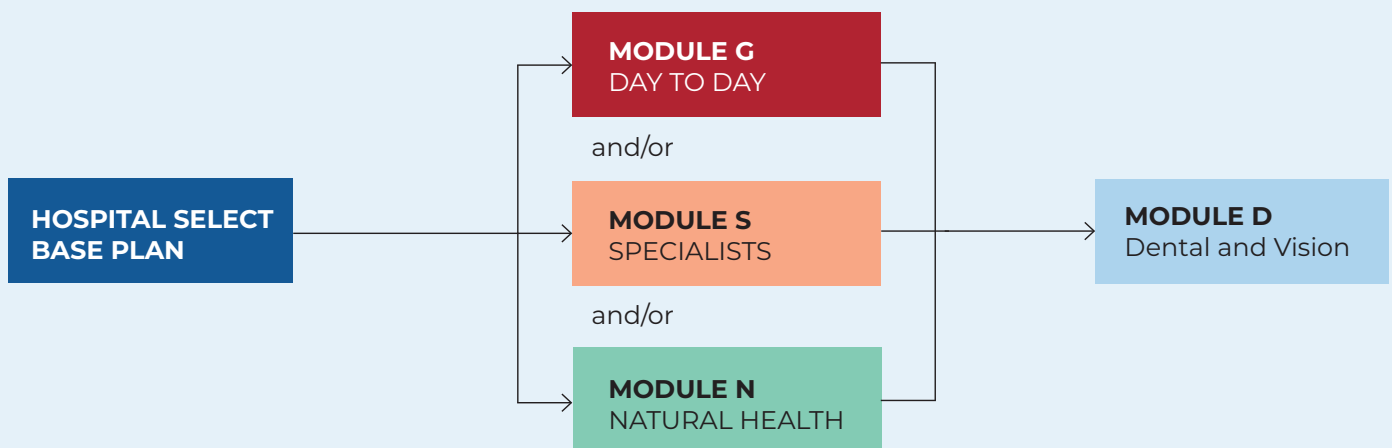 HOSPITAL SELECT
BASE PLAN
MODULE G
DAY TO DAY
and/or
MODULE S
SPECIALISTS
and/or
MODULE N
NATURAL HEALTH
MODULE D
Dental and Vision